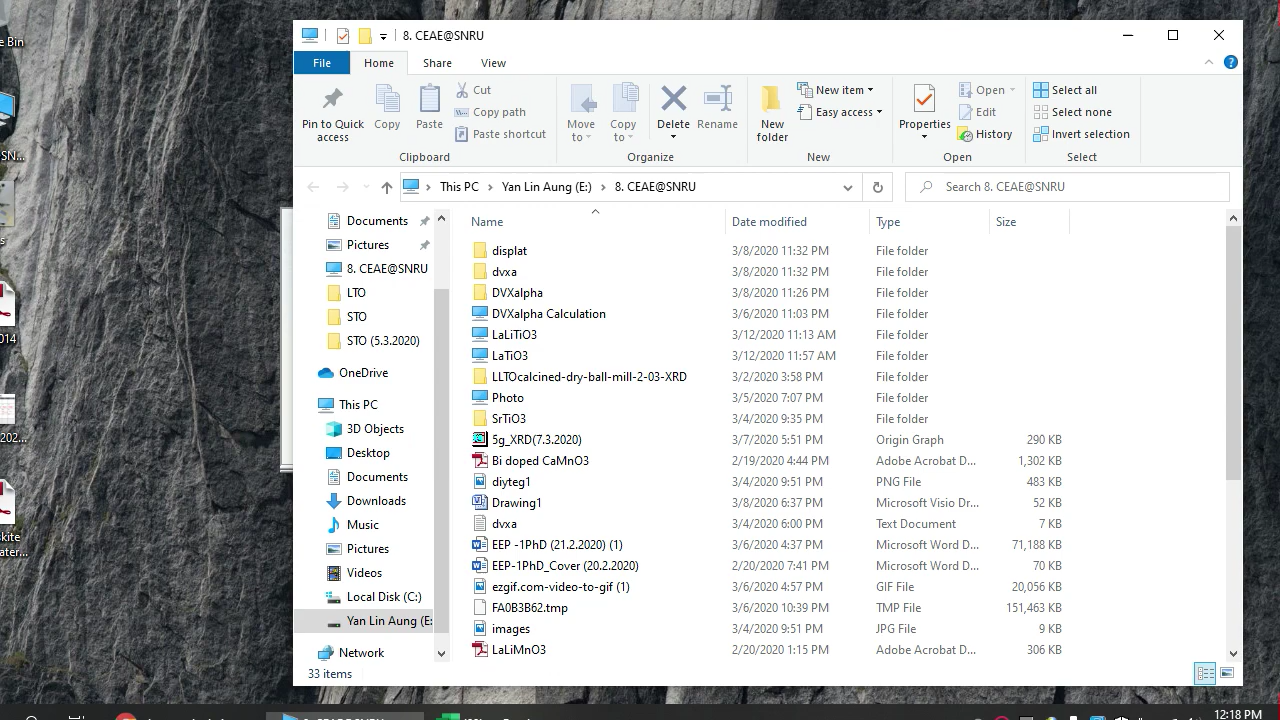 8. CEAE@SNRU
File
Home
Share
View
Pin to Quick access
Copy
Paste
Cut
Copy path
Paste shortcut
Clipboard
Move to
Copy to
Delete
Rename
Organize
New folder
New item
Easy access
New
Properties
Open
Edit
History
Open
Select all
Select none
Invert selection
Select
This PC > Yan Lin Aung (E:) > 8. CEAE@SNRU
Search 8. CEAE@SNRU
Documents
Pictures
8. CEAE@SNRU
LTO
STO
STO (5.3.2020)
OneDrive
This PC
3D Objects
Desktop
Documents
Downloads
Music
Pictures
Videos
Local Disk (C:)
Yan Lin Aung (E:
Network
Name Date modified Type Size
displat 3/8/2020 11:32 PM File folder
dvxa 3/8/2020 11:32 PM File folder
DVXalpha 3/8/2020 11:26 PM File folder
DVXalpha Calculation 3/6/2020 11:03 PM File folder
LaLiTiO3 3/12/2020 11:13 AM File folder
LaTiO3 3/12/2020 11:57 AM File folder
LLTOcalcined-dry-ball-mill-2-03-XRD 3/2/2020 3:58 PM File folder
Photo 3/5/2020 7:07 PM File folder
SrTiO3 3/4/2020 9:35 PM File folder
5g_XRD(7.3.2020) 3/7/2020 5:51 PM Origin Graph 290 KB
Bi doped CaMnO3 2/19/2020 4:44 PM Adobe Acrobat D... 1,302 KB
diyteg1 3/4/2020 9:51 PM PNG File 483 KB
Drawing1 3/8/2020 6:37 PM Microsoft Visio Dr... 52 KB
dvxa 3/4/2020 6:00 PM Text Document 7 KB
EEP -1PhD (21.2.2020) (1) 3/6/2020 4:37 PM Microsoft Word D... 71,188 KB
EEP-1PhD_Cover (20.2.2020) 2/20/2020 7:41 PM Microsoft Word D... 70 KB
ezgif.com-video-to-gif (1) 3/6/2020 4:57 PM GIF File 20,056 KB
FA0B3B62.tmp 3/6/2020 10:39 PM TMP File 151,463 KB
images 3/4/2020 9:51 PM JPG File 9 KB
LaLiMnO3 2/20/2020 1:15 PM Adobe Acrobat D... 306 KB
33 items
e Bin
SN...
014
202...
skite
ater...
12:18 PM